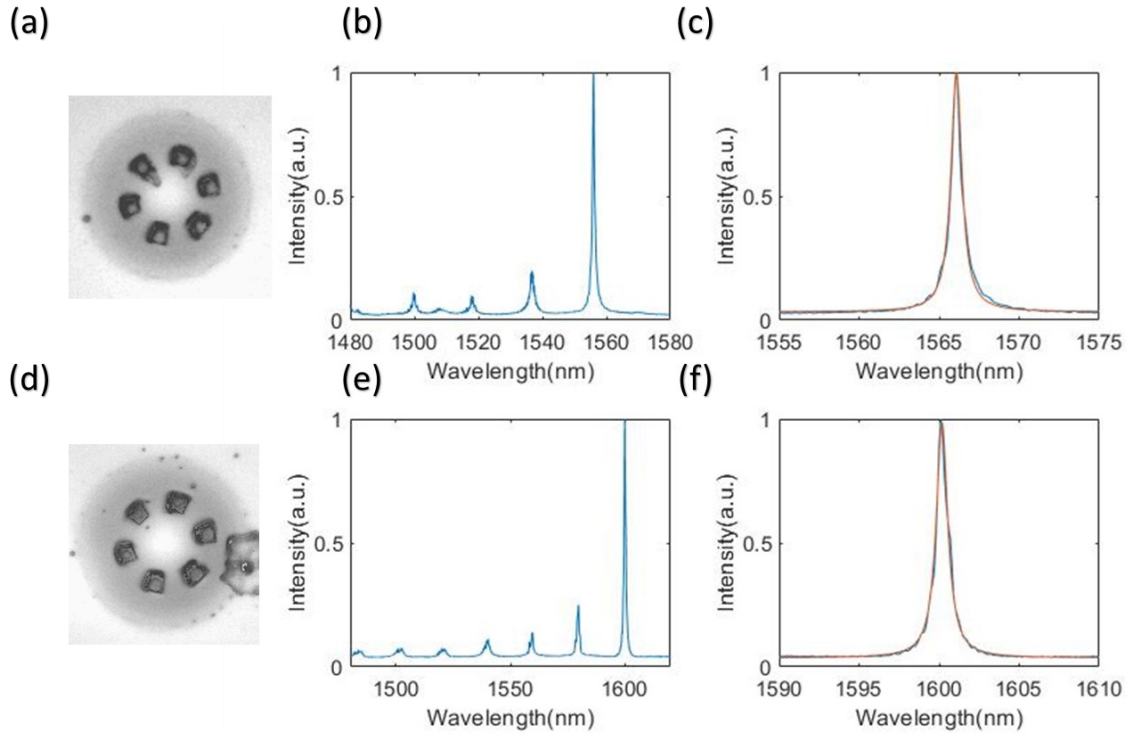 (a)
(b)
(c)
1
0.5
0
Intensity(a.u.)
1480 1500 1520 1540 1560 1580
Wavelength(nm)
1
0.5
0
Intensity(a.u.)
1555 1560 1565 1570 1575
Wavelength(nm)
(d)
(e)
(f)
1
0.5
0
Intensity(a.u.)
1500 1550 1600
Wavelength(nm)
1
0.5
0
Intensity(a.u.)
1590 1595 1600 1605 1610
Wavelength(nm)